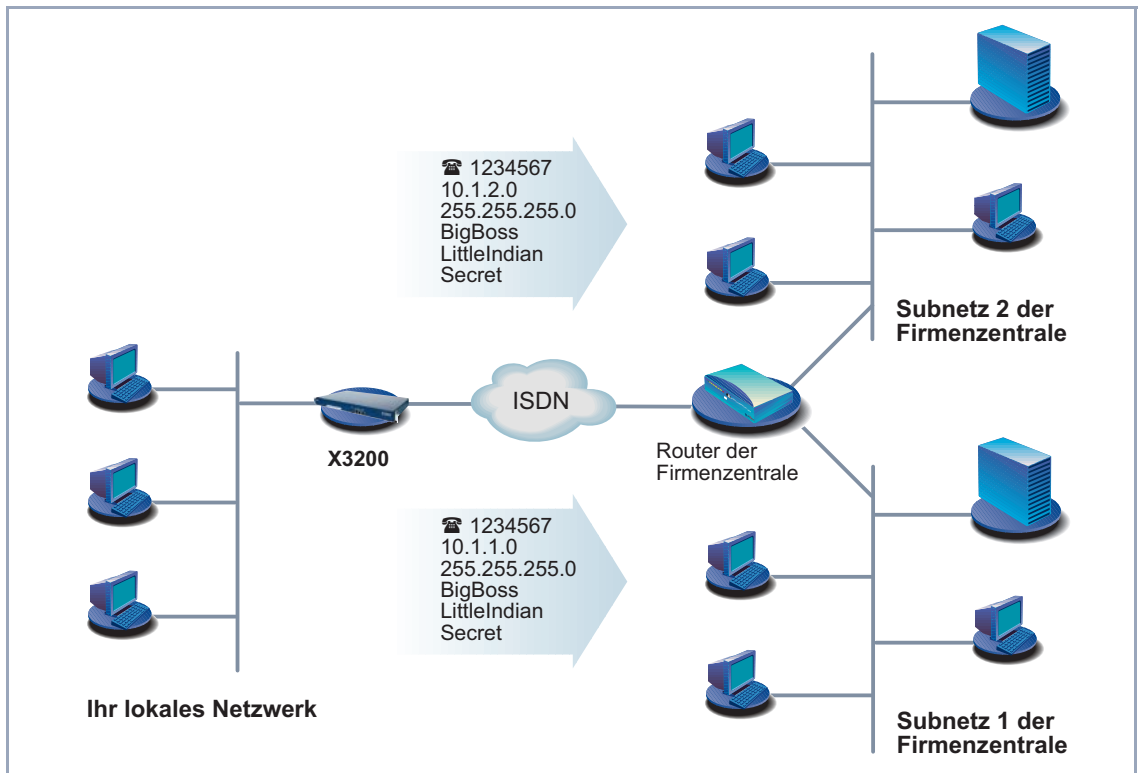 ☎ 1234567
10.1.2.0
255.255.255.0
BigBoss
LittleIndian
Secret
Subnetz 2 der
Firmenzentrale
ISDN
X3200
Router der
Firmenzentrale
☎ 1234567
10.1.1.0
255.255.255.0
BigBoss
LittleIndian
Secret
Ihr lokales Netzwerk
Subnetz 1 der
Firmenzentrale